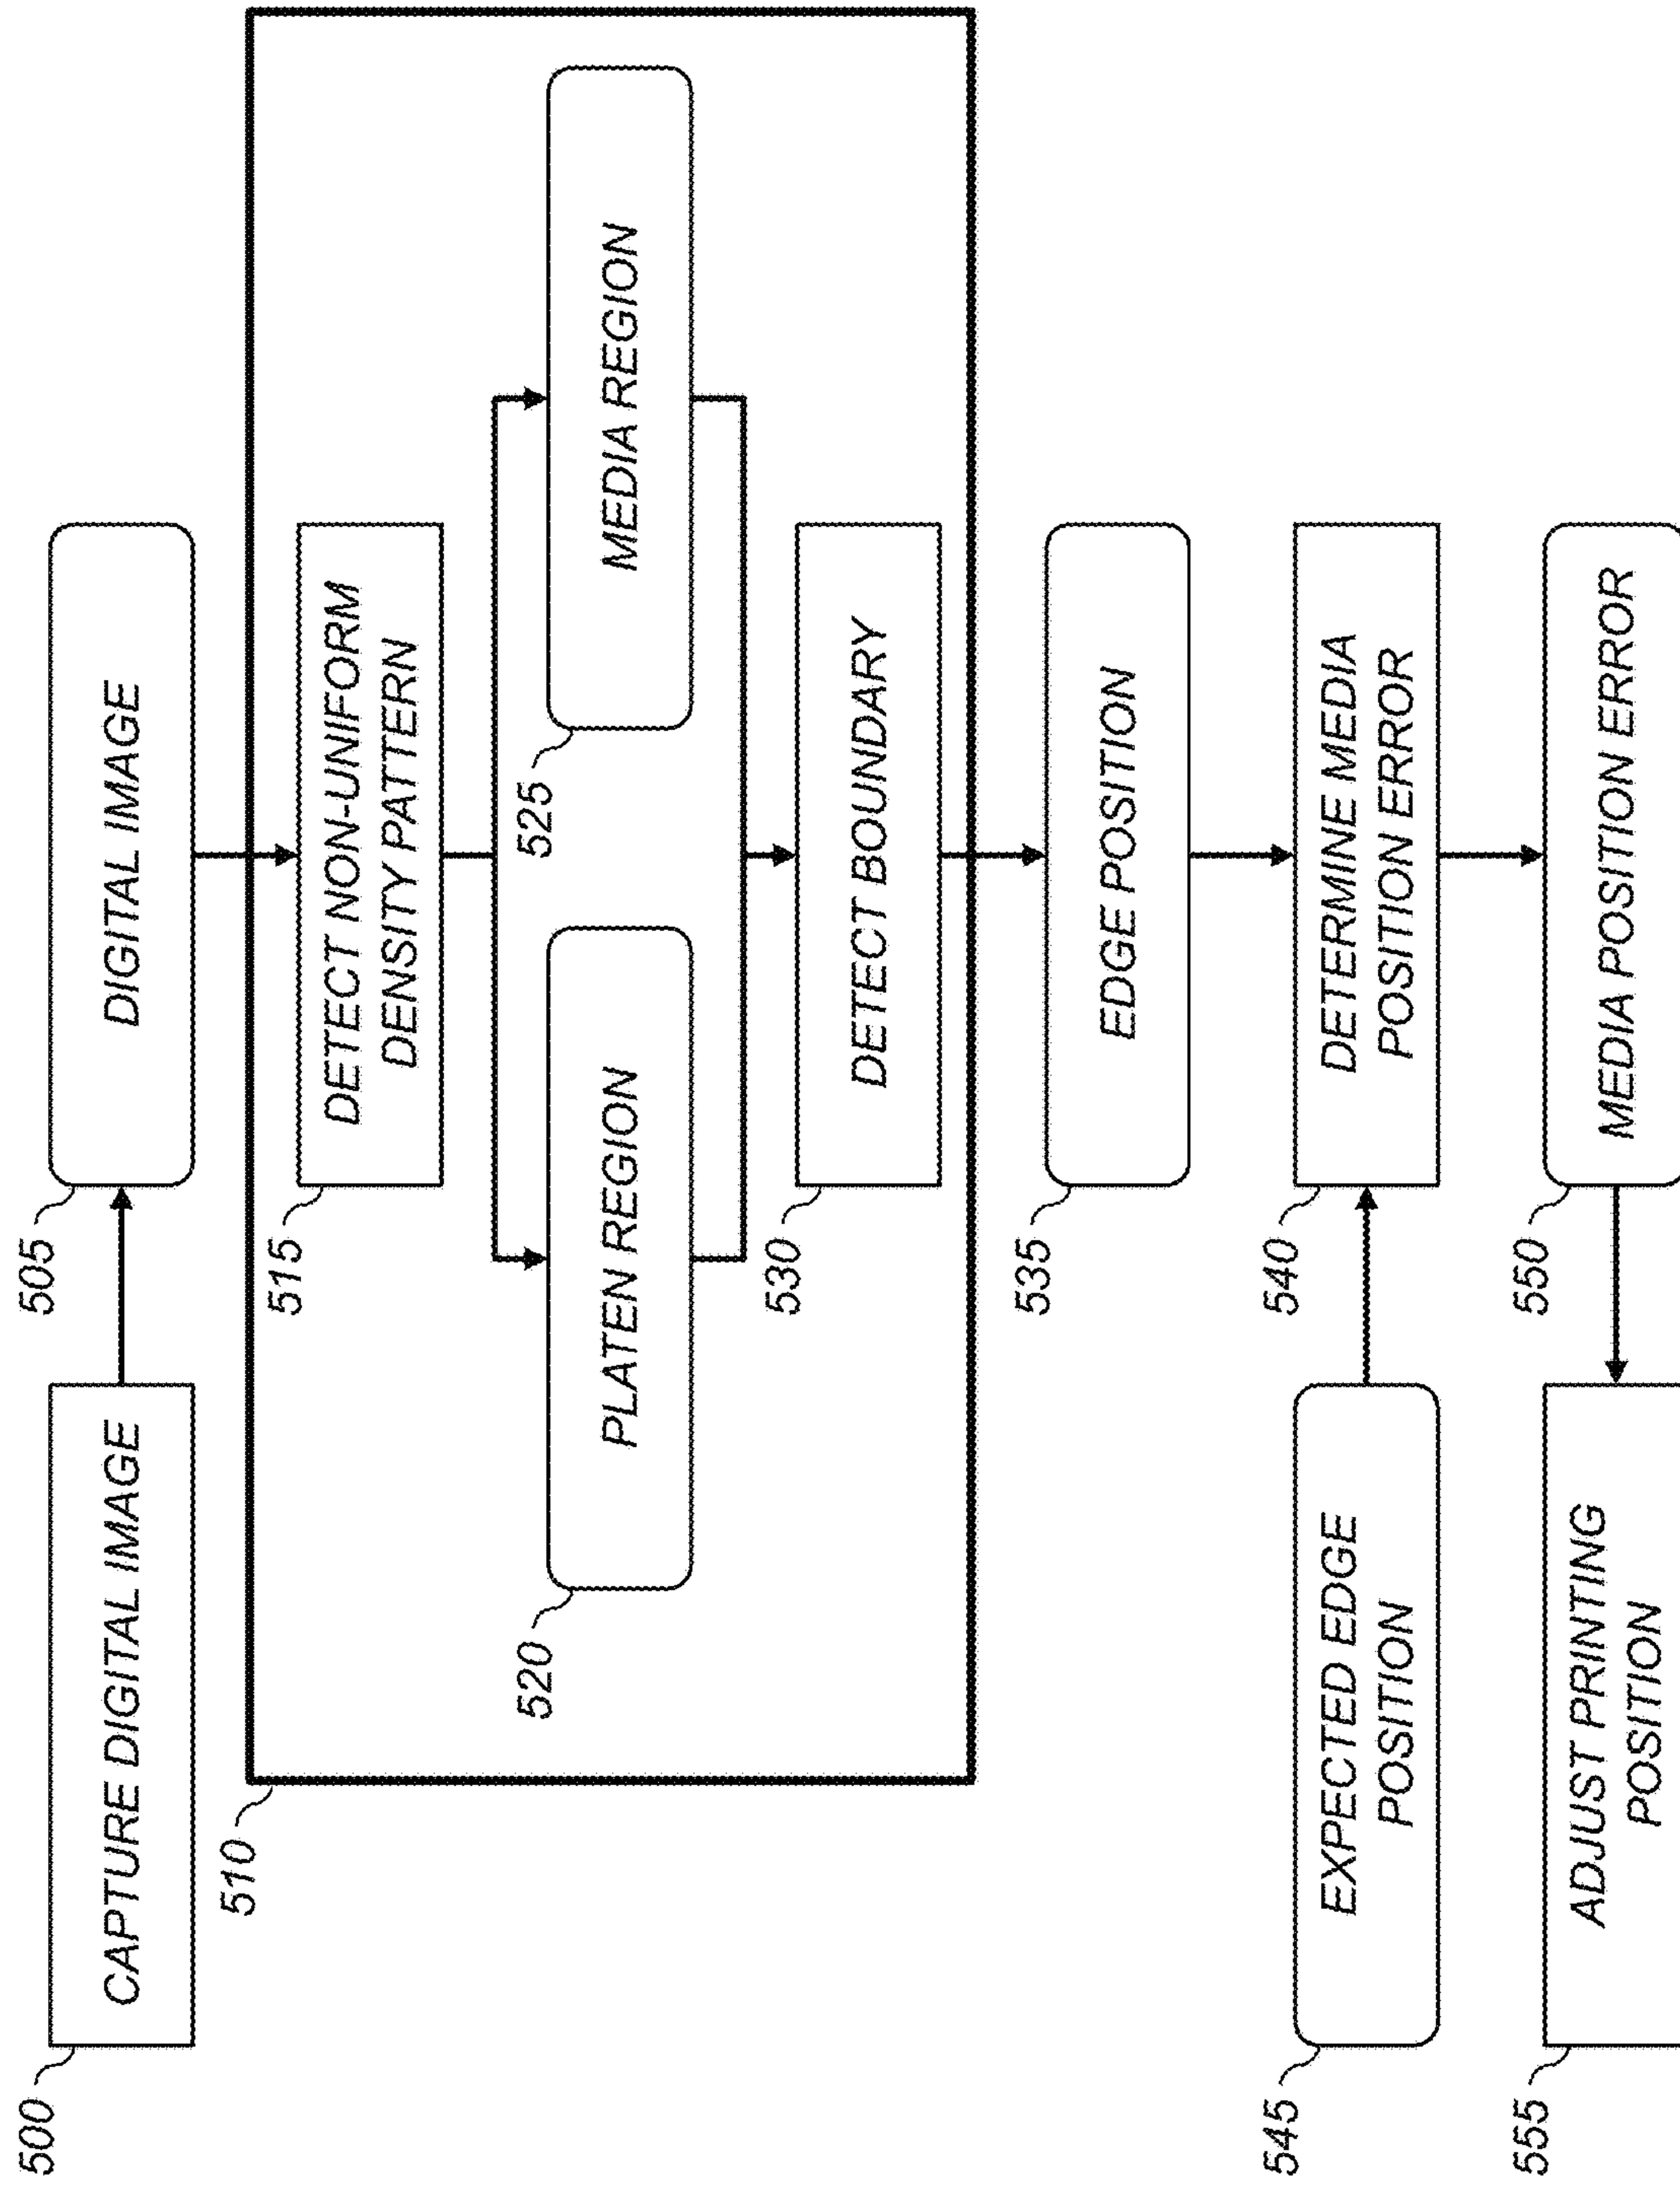 500
CAPTURE DIGITAL IMAGE
505
DIGITAL IMAGE
510
515
DETECT NON-UNIFORM
DENSITY PATTERN
520
PLATEN REGION
525
MEDIA REGION
530
DETECT BOUNDARY
535
EDGE POSITION
545
EXPECTED EDGE
POSITION
540
DETERMINE MEDIA
POSITION ERROR
555
ADJUST PRINTING
POSITION
550
MEDIA POSITION ERROR